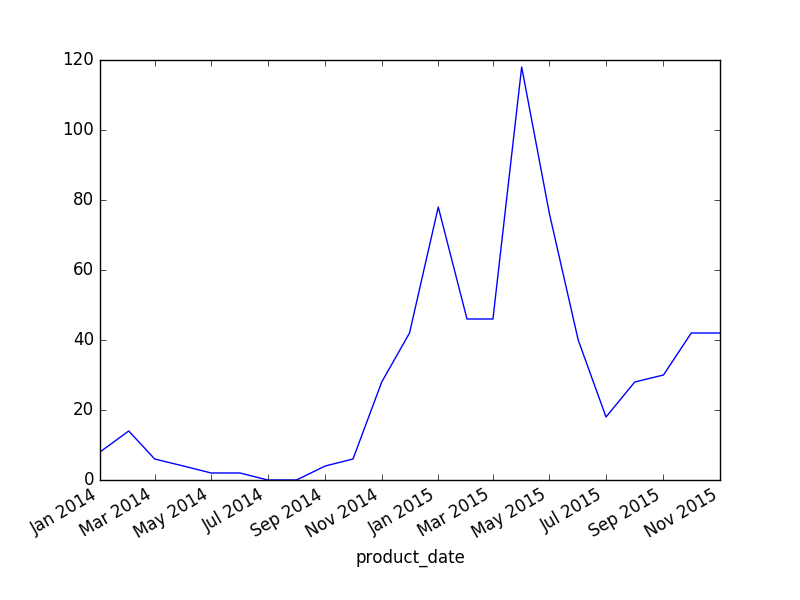 120
100
80
60
40
20
0
Jan 2014
Mar 2014
May 2014
Jul 2014
Sep 2014
Nov 2014
Jan 2015
Mar 2015
May 2015
Jul 2015
Sep 2015
Nov 2015
product_date